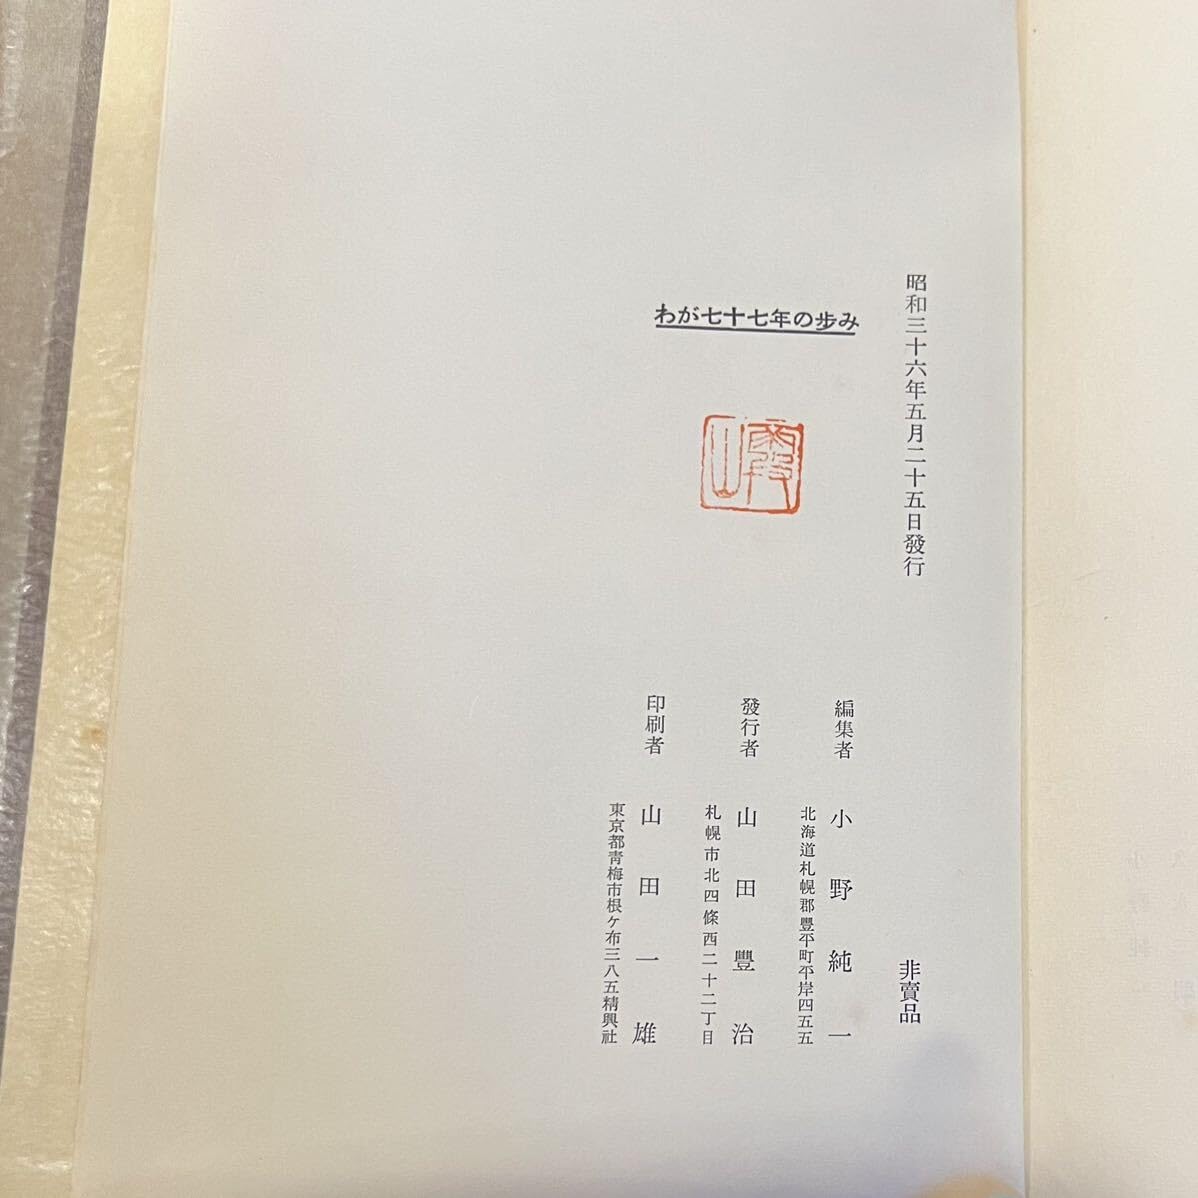 昭和三十六年五月二十五日發行
非賣品
わが七十七年の歩み
編集者 小野純一
北海道札幌郡豐平町平岸四五五
發行者 山田豐治
札幌市北四條西二十二丁目
印刷者 山田一雄
東京都靑梅市根ヶ布三八五精興社